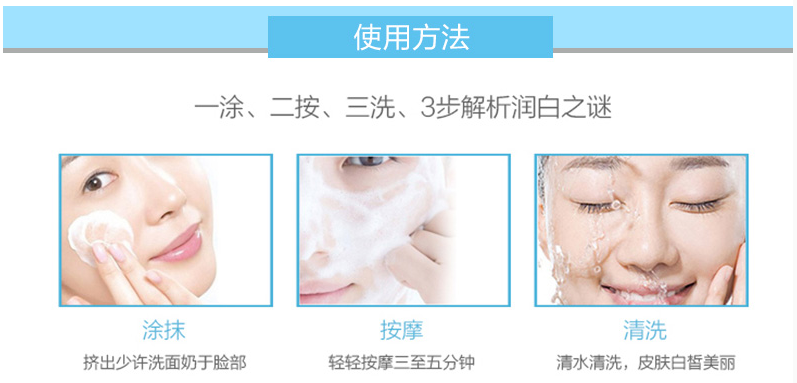 使用方法
一涂、二按、三洗、3步解析润白之谜
涂抹
按摩
清洗
挤出少许洗面奶于脸部
轻轻按摩三至五分钟
清水清洗，皮肤白皙美丽